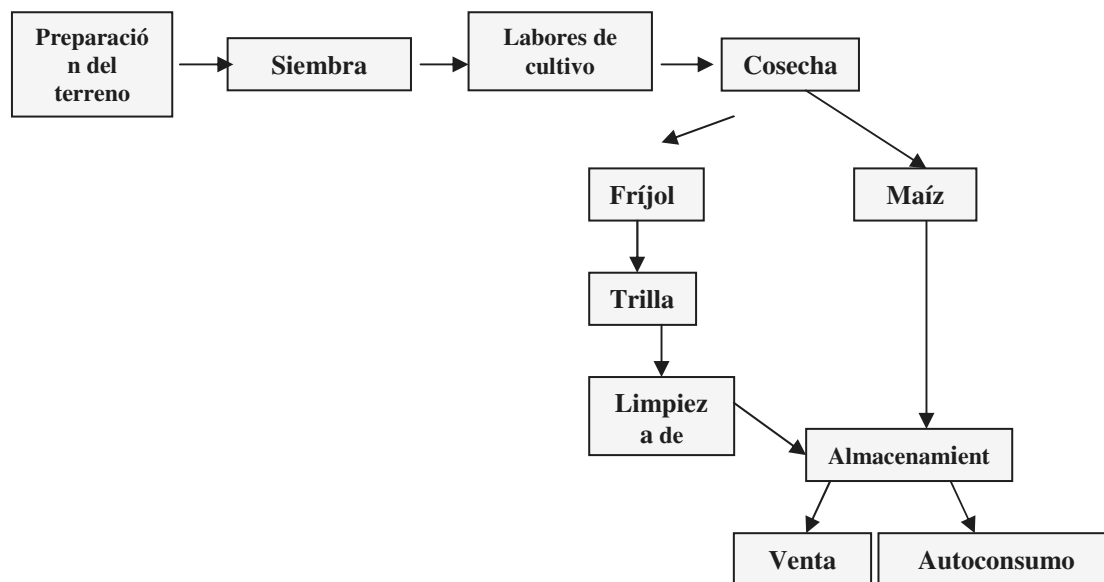 Preparació
n del
terreno
Siembra
Labores de
cultivo
Cosecha
Fríjol
Maíz
Trilla
Limpiez
a de
Almacenamient
Venta
Autoconsumo